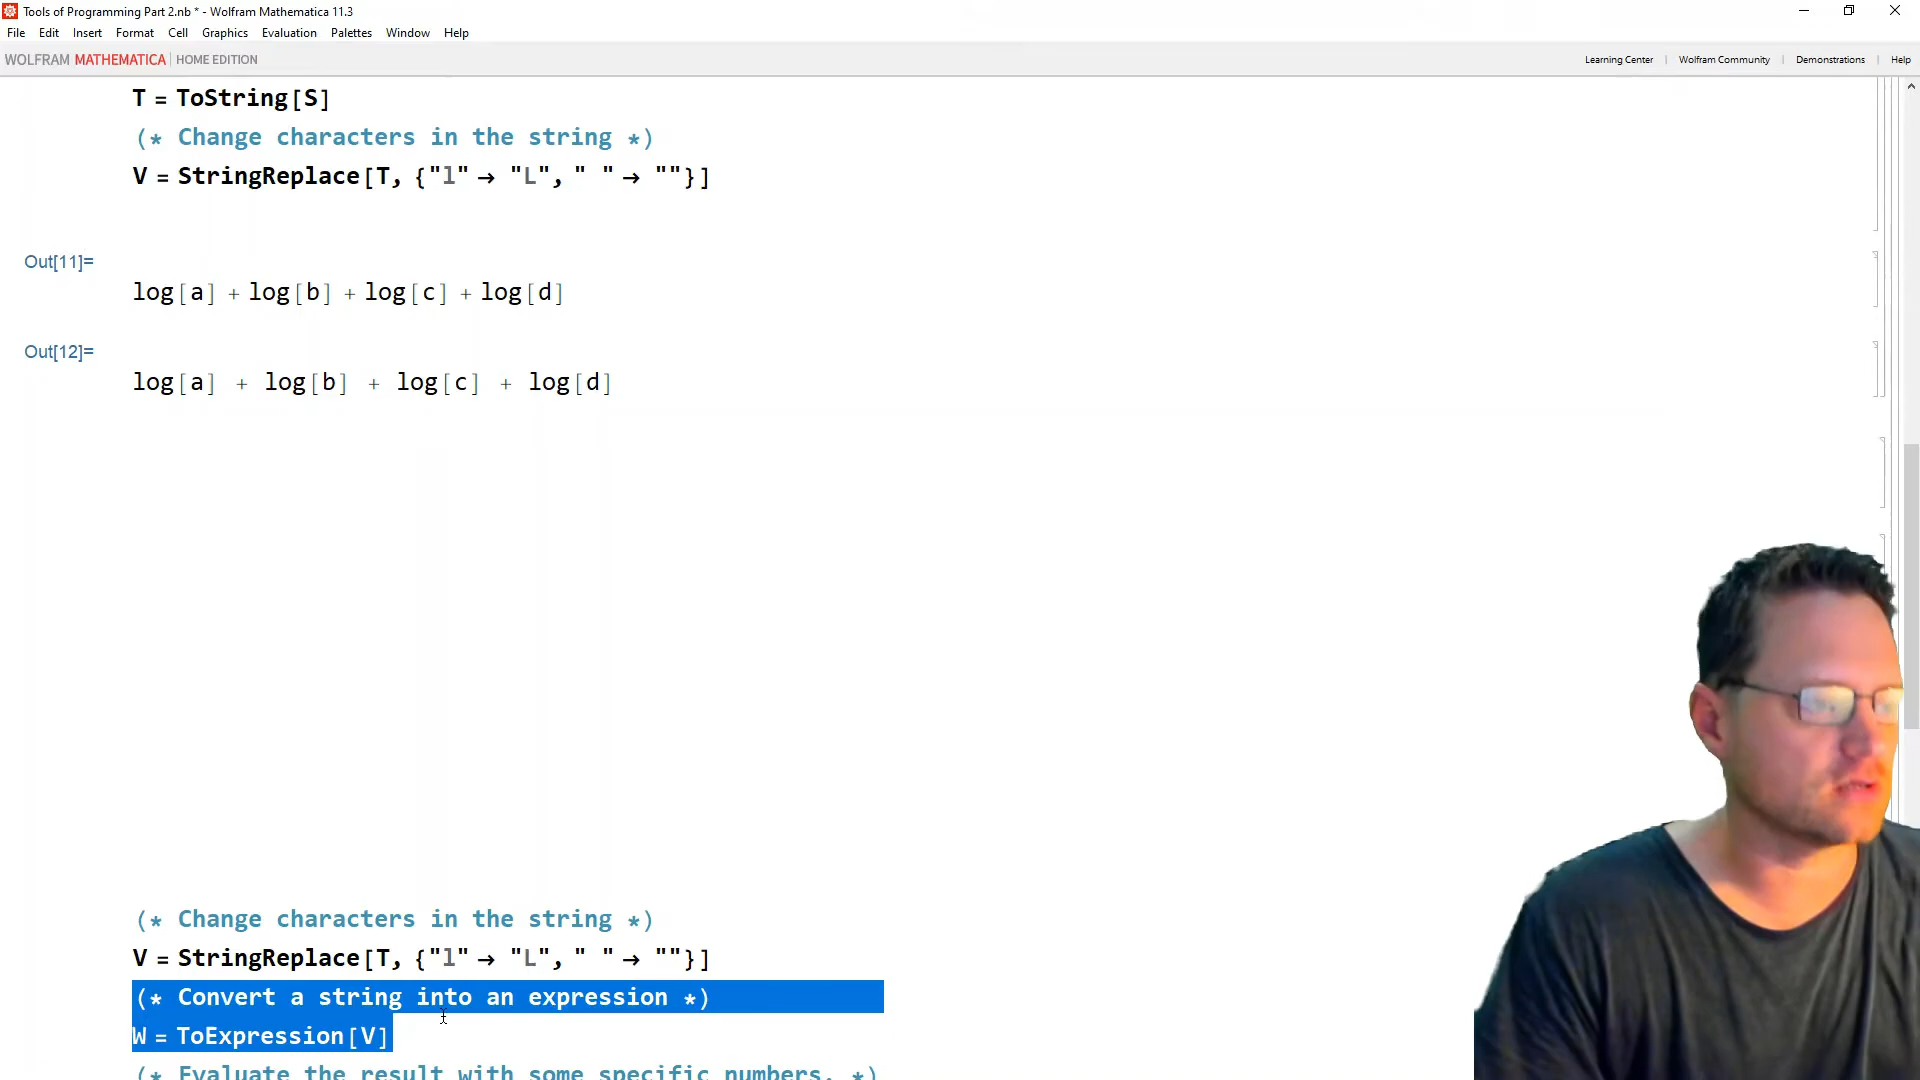 Tools of Programming Part 2.nb * - Wolfram Mathematica 11.3
File Edit Insert Format Cell Graphics Evaluation Palettes Window Help
WOLFRAM MATHEMATICA | HOME EDITION Learning Center | Wolfram Community | Demonstrations | Help
T = ToString[S]
(* Change characters in the string *)
V = StringReplace[T, {"l" → "L", " " → ""}]
Out[11]=
log[a] + log[b] + log[c] + log[d]
Out[12]=
log[a] + log[b] + log[c] + log[d]
(* Change characters in the string *)
V = StringReplace[T, {"l" → "L", " " → ""}]
(* Convert a string into an expression *)
W = ToExpression[V]
(* Evaluate the result with some specific numbers. *)